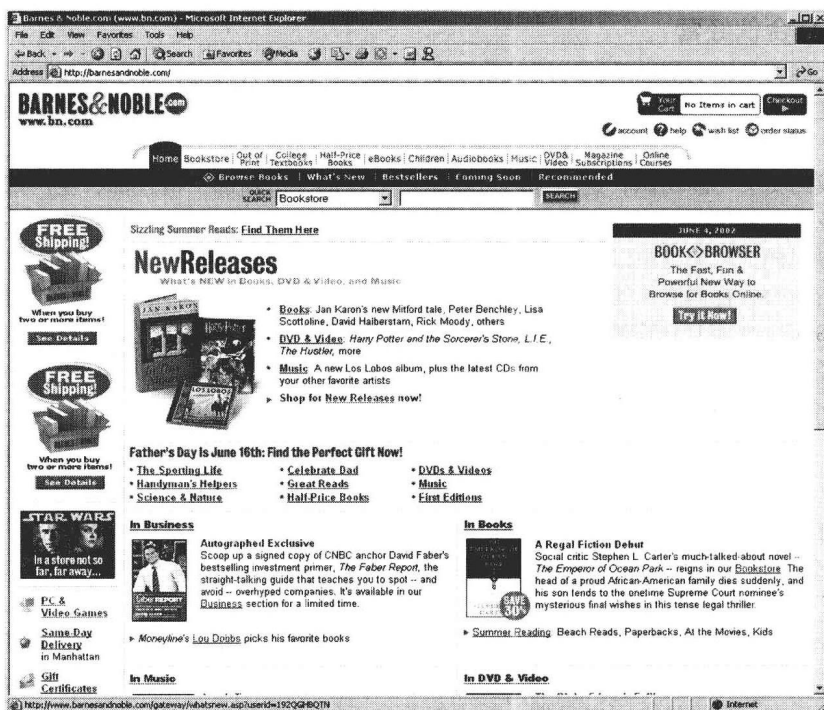 Barnes & Noble.com (www.bn.com) - Microsoft Internet Explorer
File Edit View Favorites Tools Help
Back Search Favorites Media
Address http://barnesandnoble.com/ Go
BARNES&NOBLE.com
www.bn.com
Your Cart No Items in cart Checkout
account help wish list order status
Home Bookstore Out of Print College Textbooks Half-Price Books eBooks Children Audiobooks Music DVD& Video Magazine Subscriptions Online Courses
Browse Books What's New Bestsellers Coming Soon Recommended
QUICK SEARCH Bookstore SEARCH
FREE Shipping!
When you buy
two or more items!
See Details
FREE Shipping!
When you buy
two or more items!
See Details
STAR WARS
In a store not so
far, far away...
PC &
Video Games
Same-Day
Delivery
in Manhattan
Gift
Certificates
Sizzling Summer Reads: Find Them Here
NewReleases
What's NEW in Books, DVD & Video, and Music
JAN KARON
LOS LOBOS
• Books: Jan Karon's new Mitford tale, Peter Benchley, Lisa
Scottoline, David Halberstam, Rick Moody, others
• DVD & Video: Harry Potter and the Sorcerer's Stone, L.I.E.,
The Hustler, more
• Music A new Los Lobos album, plus the latest CDs from
your other favorite artists
Shop for New Releases now!
JUNE 4, 2002
BOOK<>BROWSER
The Fast, Fun &
Powerful New Way to
Browse for Books Online.
Try it Now!
Father's Day is June 16th: Find the Perfect Gift Now!
• The Sporting Life • Celebrate Dad • DVDs & Videos
• Handyman's Helpers • Great Reads • Music
• Science & Nature • Half-Price Books • First Editions
In Business
Autographed Exclusive
Scoop up a signed copy of CNBC anchor David Faber's
bestselling investment primer, The Faber Report, the
straight-talking guide that teaches you to spot -- and
avoid -- overhyped companies. It's available in our
Business section for a limited time.
faber REPORT
Moneyline's Lou Dobbs picks his favorite books
In Books
A Regal Fiction Debut
Social critic Stephen L. Carter's much-talked-about novel --
The Emperor of Ocean Park -- reigns in our Bookstore. The
head of a proud African-American family dies suddenly, and
his son tends to the onetime Supreme Court nominee's
mysterious final wishes in this tense legal thriller.
SAVE 30%
Summer Reading: Beach Reads, Paperbacks, At the Movies, Kids
In Music
In DVD & Video
http://www.barnesandnoble.com/gateway/whatsnew.asp?userid=192QGHBQTN Internet